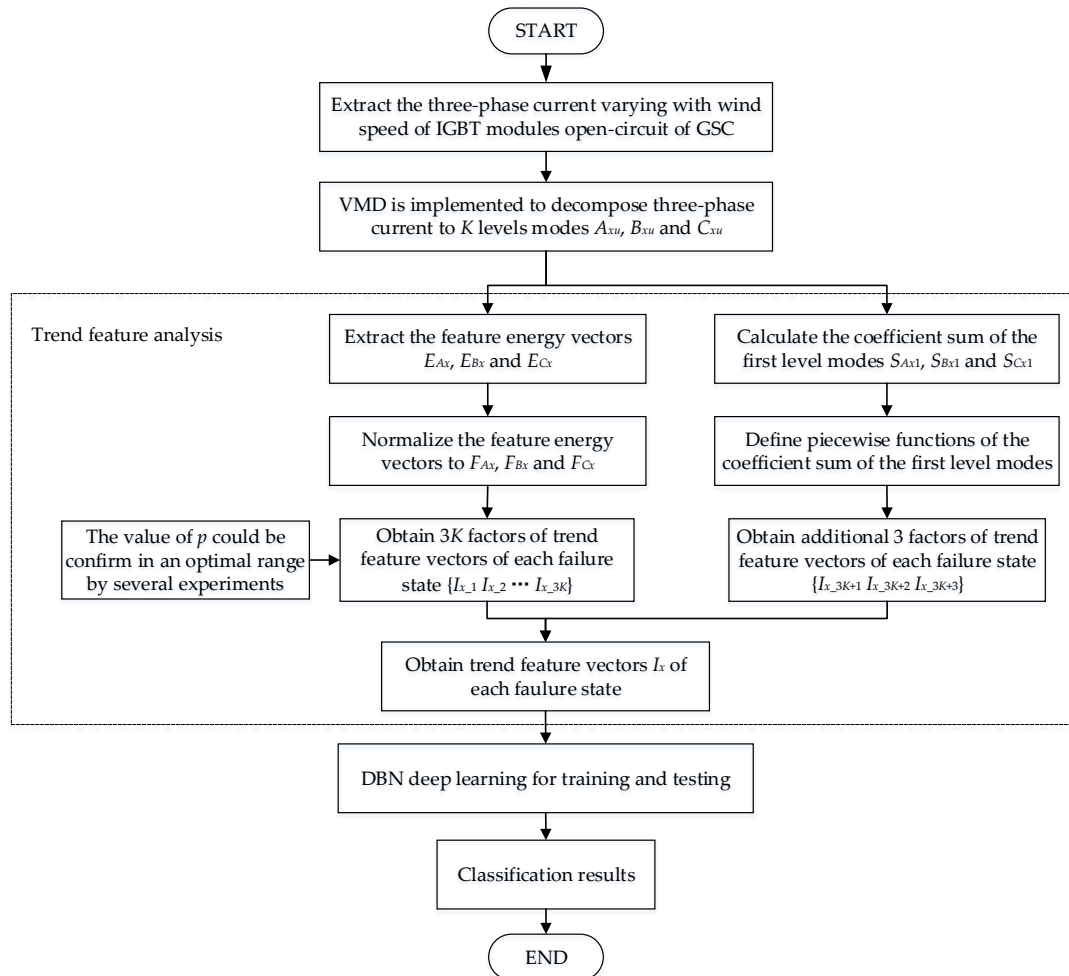 START
Extract the three-phase current varying with wind
speed of IGBT modules open-circuit of GSC
VMD is implemented to decompose three-phase
current to K levels modes Axu, Bxu and Cxu
Trend feature analysis
Extract the feature energy vectors
EAx, EBx and ECx
Calculate the coefficient sum of the
first level modes SAx1, SBx1 and SCx1
Normalize the feature energy
vectors to FAx, FBx and FCx
Define piecewise functions of the
coefficient sum of the first level modes
The value of p could be
confirm in an optimal range
by several experiments
Obtain 3K factors of trend
feature vectors of each failure
state {Ix_1 Ix_2 ··· Ix_3K}
Obtain additional 3 factors of trend
feature vectors of each failure state
{Ix_3K+1 Ix_3K+2 Ix_3K+3}
Obtain trend feature vectors Ix of
each faulure state
DBN deep learning for training and testing
Classification results
END